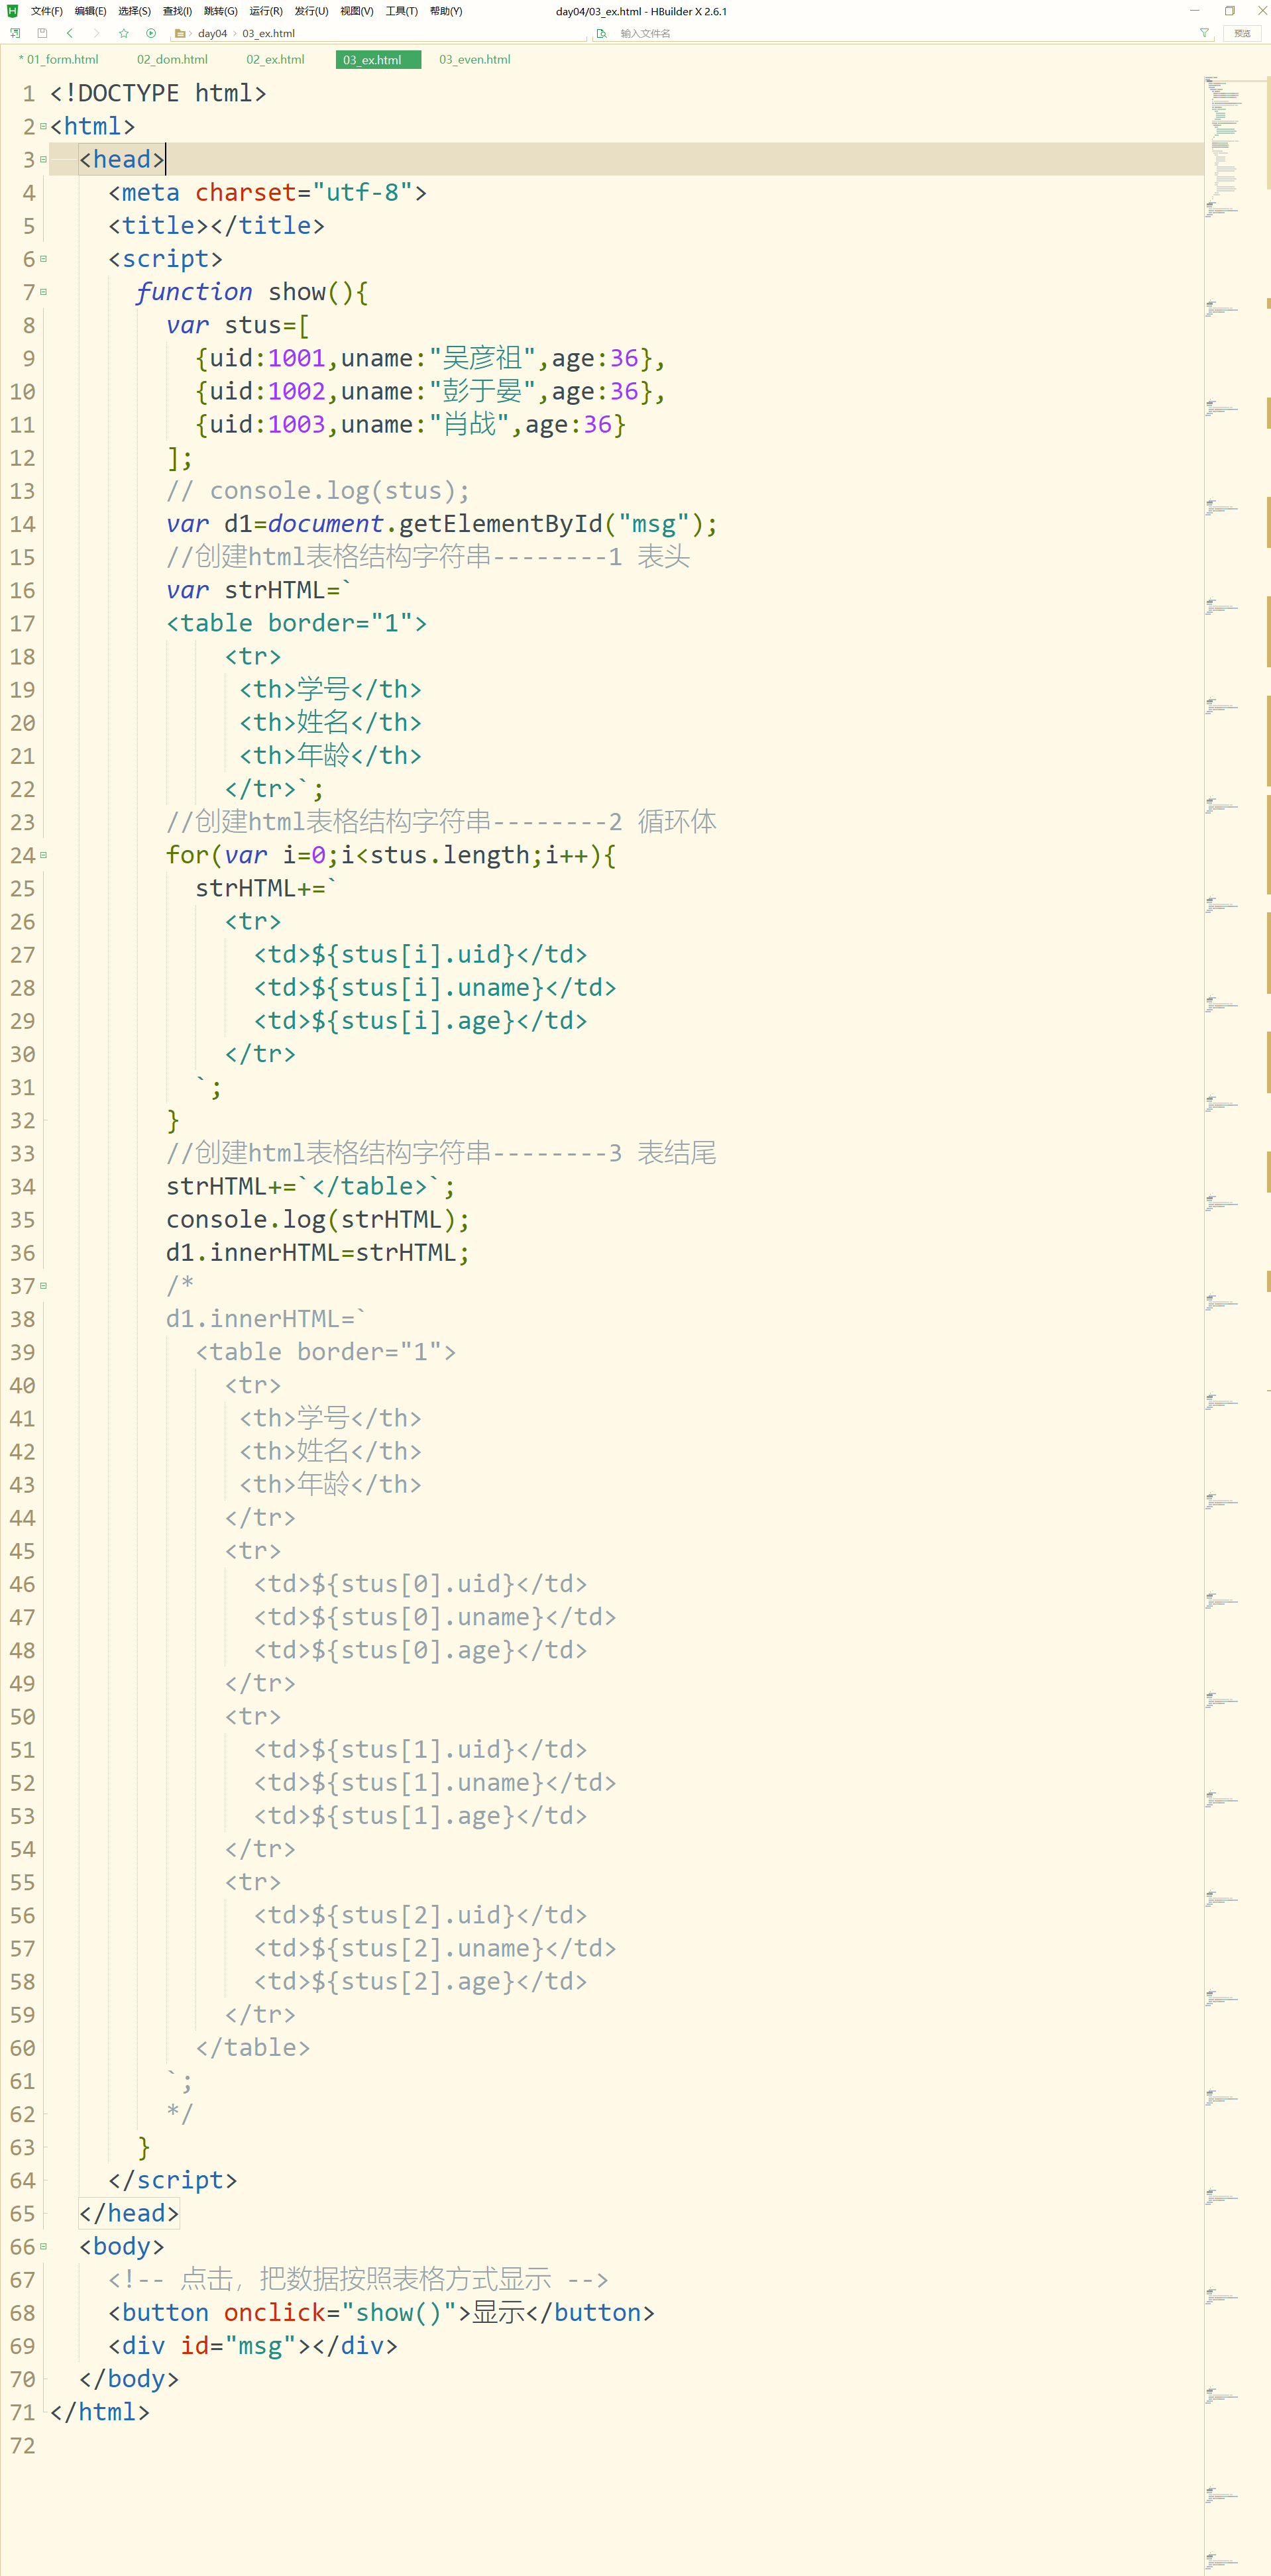 文件(F) 编辑(E) 选择(S) 查找(I) 跳转(G) 运行(R) 发行(U) 视图(V) 工具(T) 帮助(Y) day04/03_ex.html - HBuilder X 2.6.1
day04 03_ex.html 输入文件名 预览
* 01_form.html 02_dom.html 02_ex.html 03_ex.html 03_even.html
1 <!DOCTYPE html>
2 <html>
3 <head>
4 <meta charset="utf-8">
5 <title></title>
6 <script>
7 function show(){
8 var stus=[
9 {uid:1001,uname:"吴彦祖",age:36},
10 {uid:1002,uname:"彭于晏",age:36},
11 {uid:1003,uname:"肖战",age:36}
12 ];
13 // console.log(stus);
14 var d1=document.getElementById("msg");
15 //创建html表格结构字符串--------1 表头
16 var strHTML=`
17 <table border="1">
18 <tr>
19 <th>学号</th>
20 <th>姓名</th>
21 <th>年龄</th>
22 </tr>`;
23 //创建html表格结构字符串--------2 循环体
24 for(var i=0;i<stus.length;i++){
25 strHTML+=`
26 <tr>
27 <td>${stus[i].uid}</td>
28 <td>${stus[i].uname}</td>
29 <td>${stus[i].age}</td>
30 </tr>
31 `;
32 }
33 //创建html表格结构字符串--------3 表结尾
34 strHTML+=`</table>`;
35 console.log(strHTML);
36 d1.innerHTML=strHTML;
37 /*
38 d1.innerHTML=`
39 <table border="1">
40 <tr>
41 <th>学号</th>
42 <th>姓名</th>
43 <th>年龄</th>
44 </tr>
45 <tr>
46 <td>${stus[0].uid}</td>
47 <td>${stus[0].uname}</td>
48 <td>${stus[0].age}</td>
49 </tr>
50 <tr>
51 <td>${stus[1].uid}</td>
52 <td>${stus[1].uname}</td>
53 <td>${stus[1].age}</td>
54 </tr>
55 <tr>
56 <td>${stus[2].uid}</td>
57 <td>${stus[2].uname}</td>
58 <td>${stus[2].age}</td>
59 </tr>
60 </table>
61 `;
62 */
63 }
64 </script>
65 </head>
66 <body>
67 <!-- 点击，把数据按照表格方式显示 -->
68 <button onclick="show()">显示</button>
69 <div id="msg"></div>
70 </body>
71 </html>
72